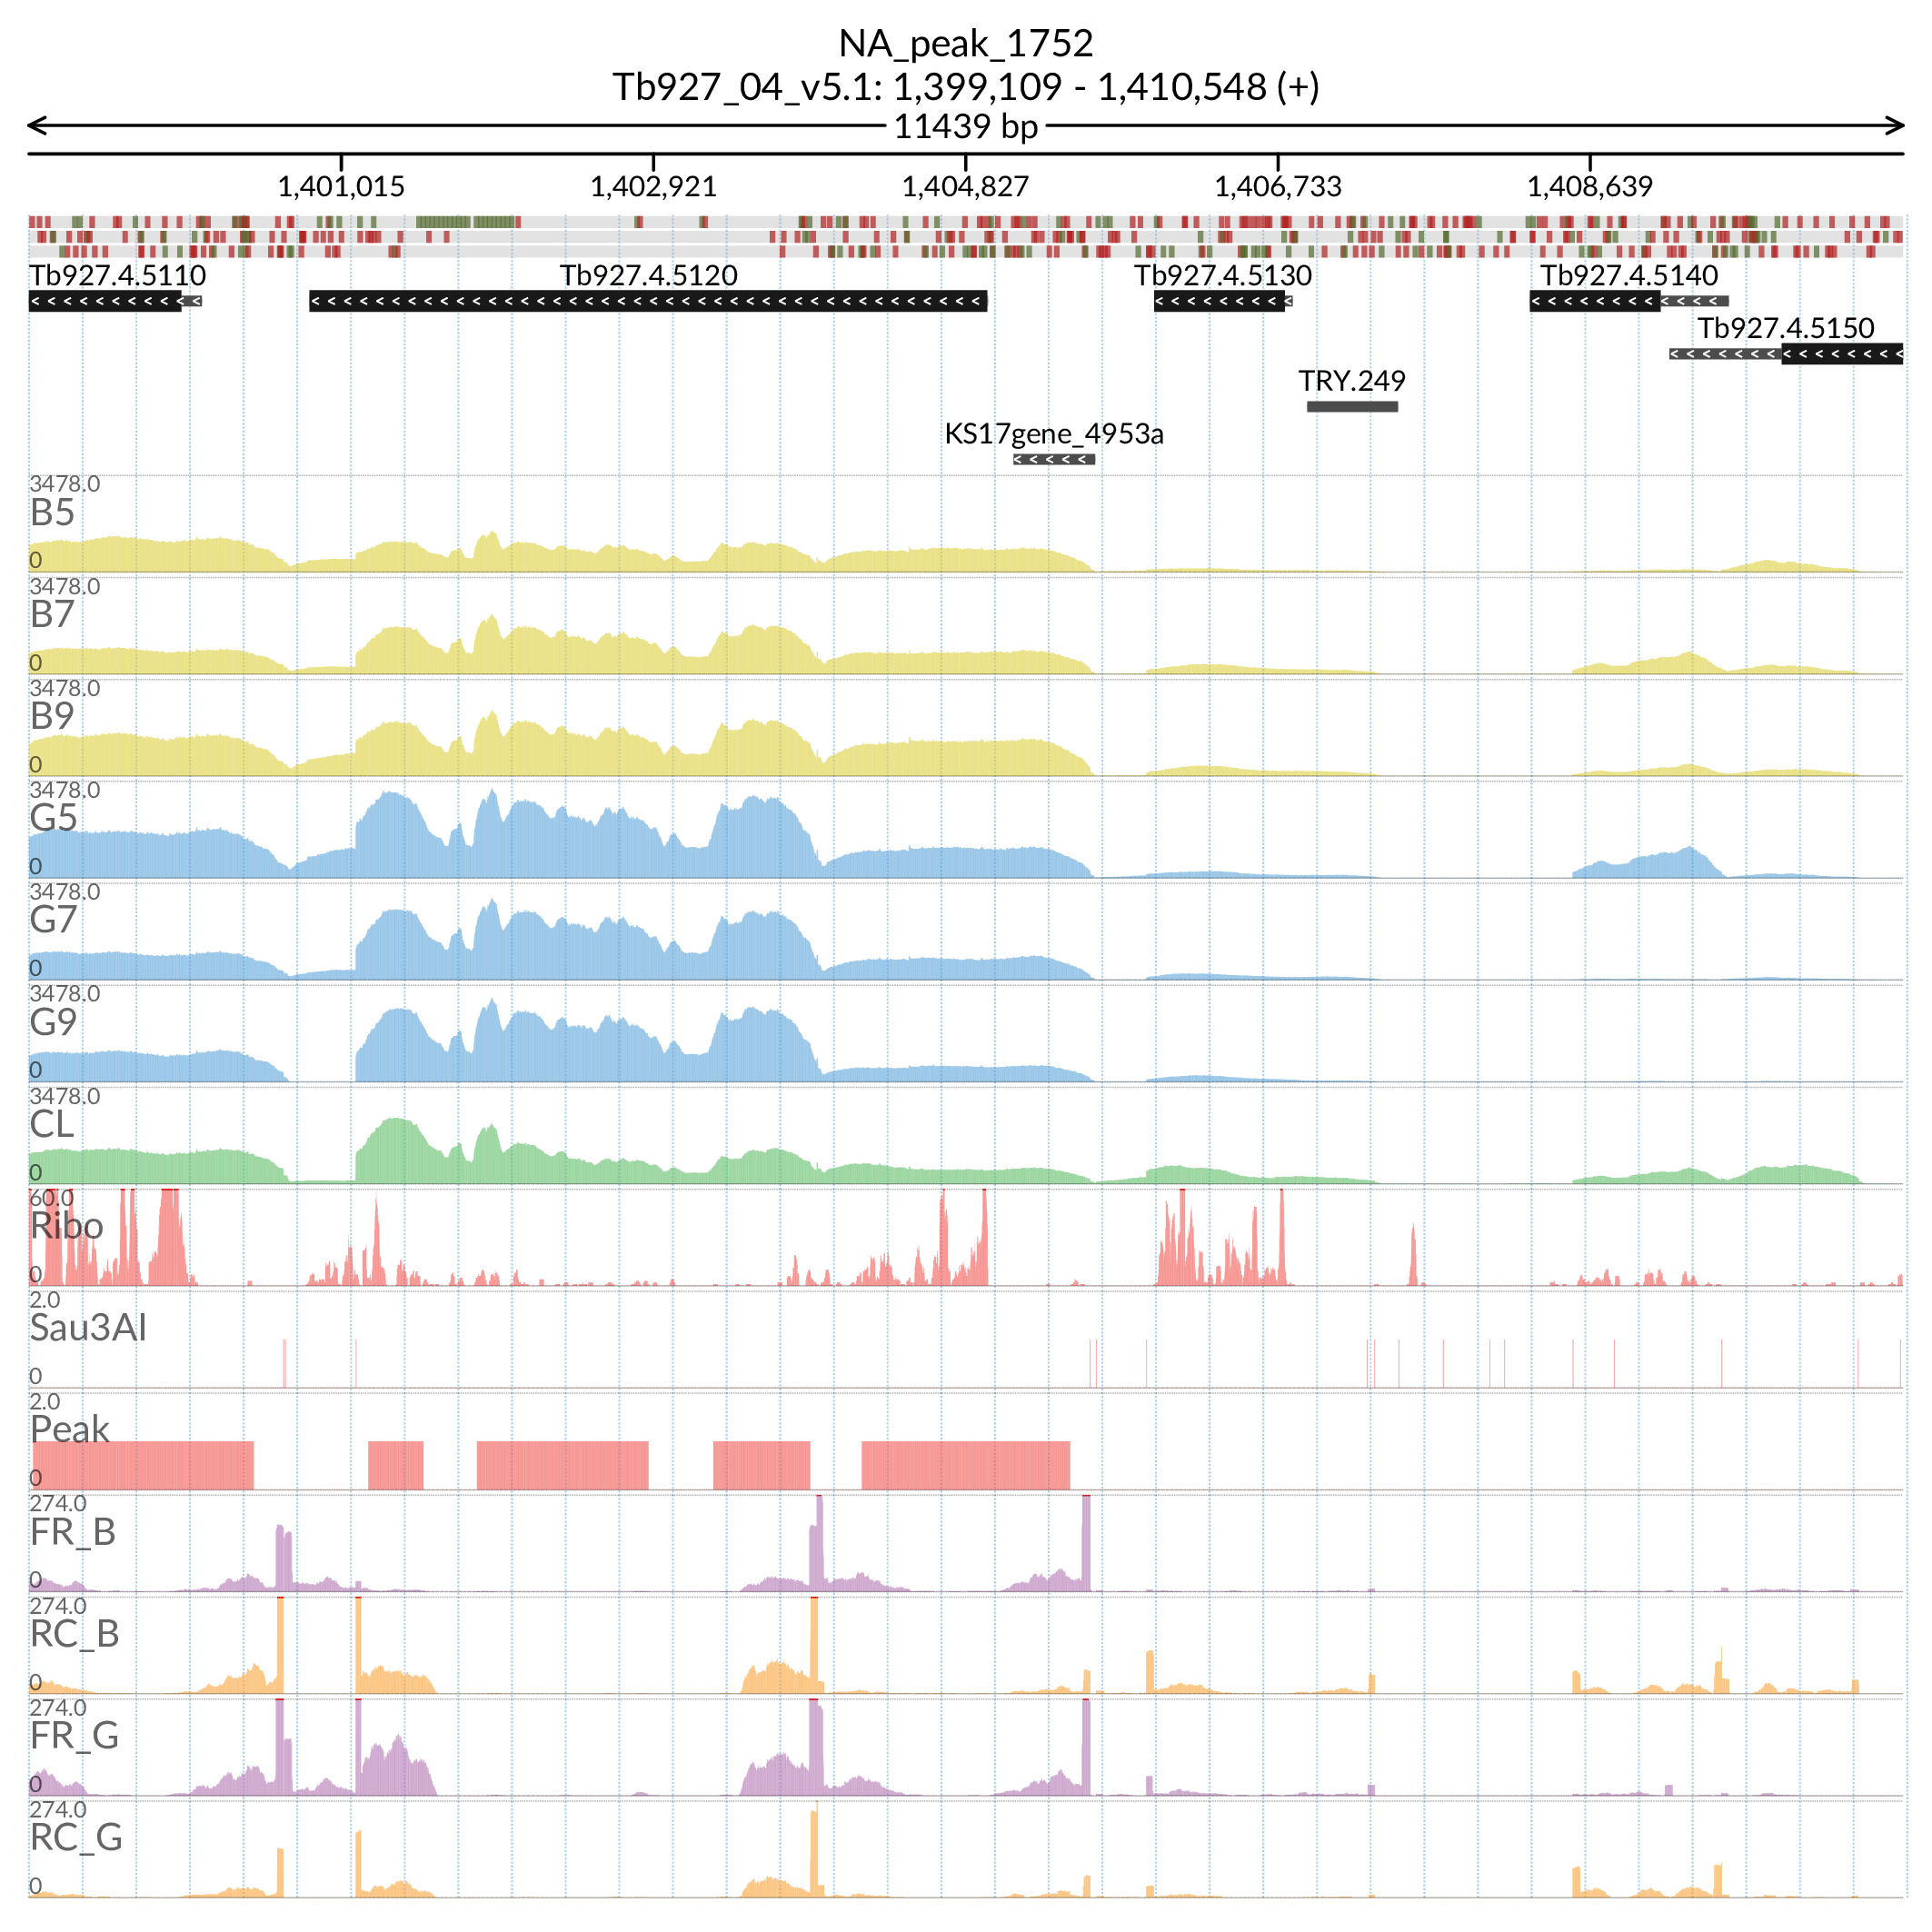 NA_peak_1752
Tb927_04_v5.1: 1,399,109 - 1,410,548 (+)
11439 bp
1,401,015 1,402,921 1,404,827 1,406,733 1,408,639
Tb927.4.5110 Tb927.4.5120 Tb927.4.5130 Tb927.4.5140
Tb927.4.5150
TRY.249
KS17gene_4953a
3478.0
B5
0
3478.0
B7
0
3478.0
B9
0
3478.0
G5
0
3478.0
G7
0
3478.0
G9
0
3478.0
CL
0
60.0
Ribo
0
2.0
Sau3AI
0
2.0
Peak
0
274.0
FR_B
0
274.0
RC_B
0
274.0
FR_G
0
274.0
RC_G
0